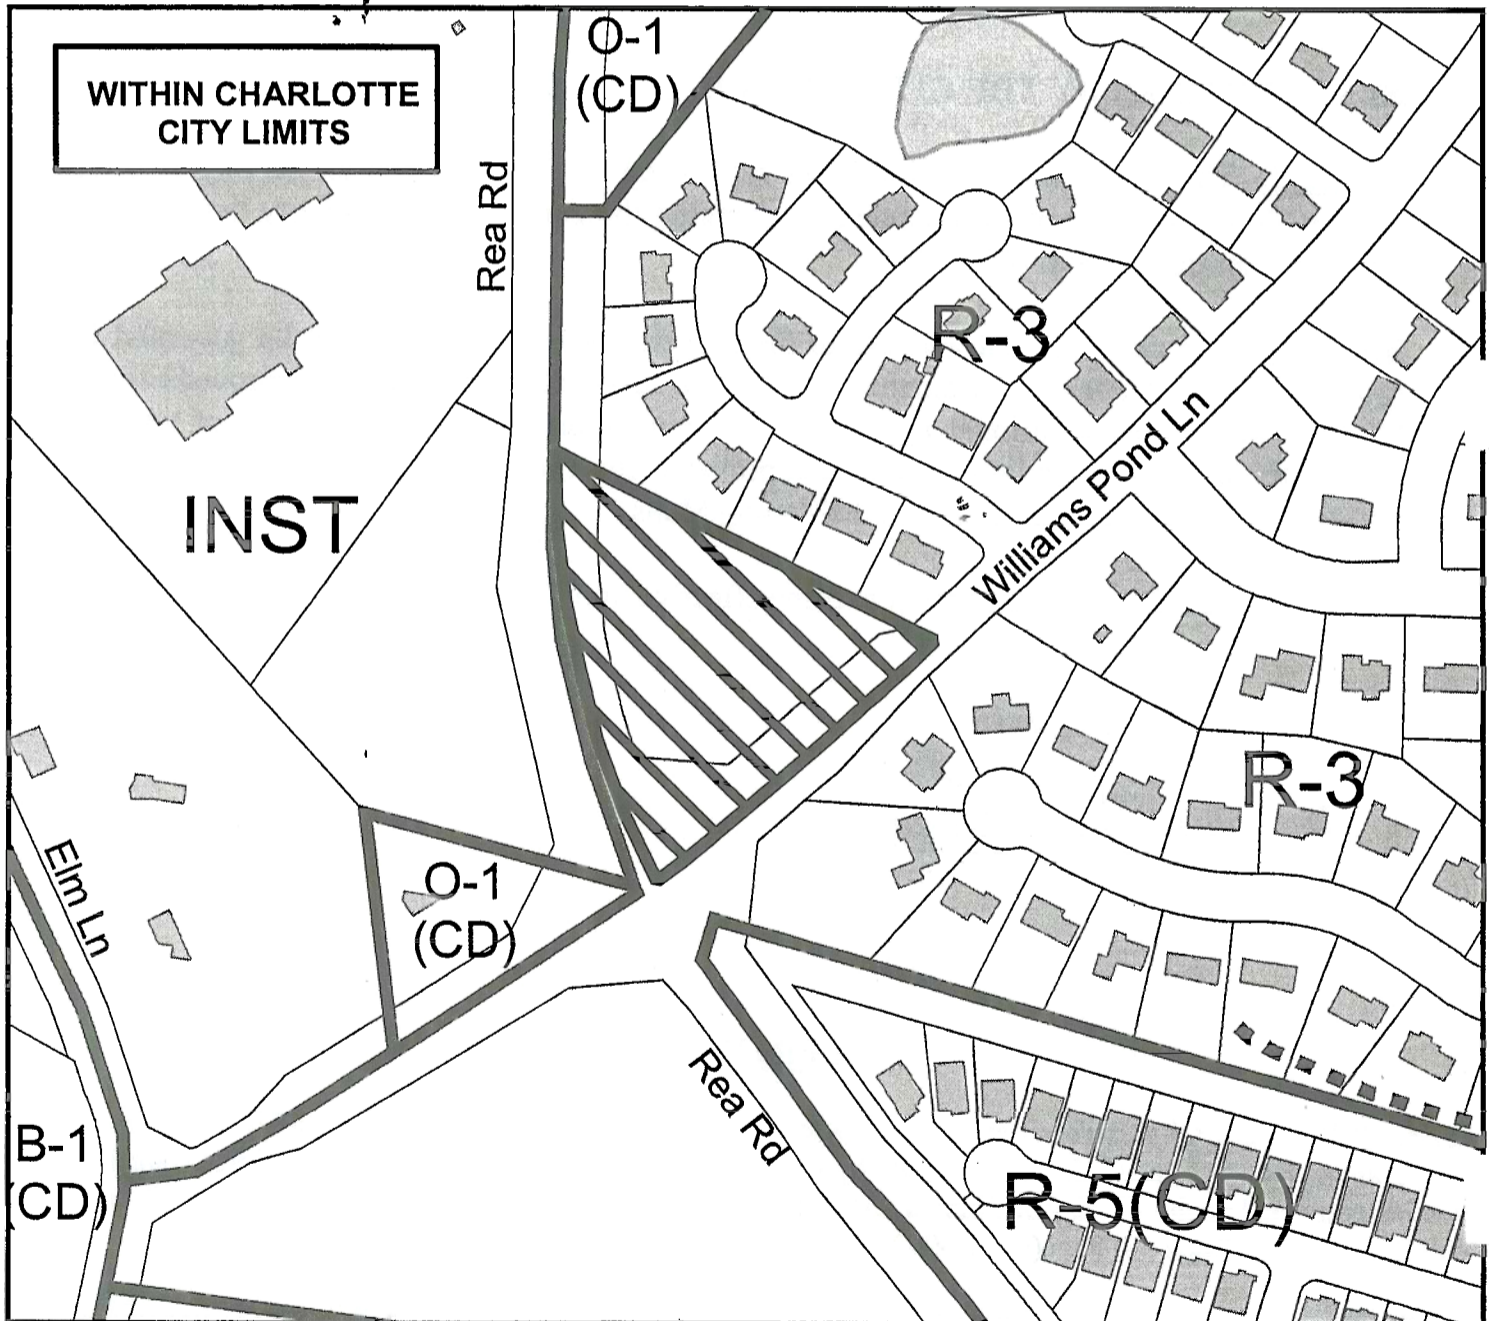 O-1
(CD)
WITHIN CHARLOTTE
CITY LIMITS
Rea Rd
R-3
Williams Pond Ln
INST
R-3
Elm Ln
O-1
(CD)
Rea Rd
B-1
(CD)
R-5(CD)